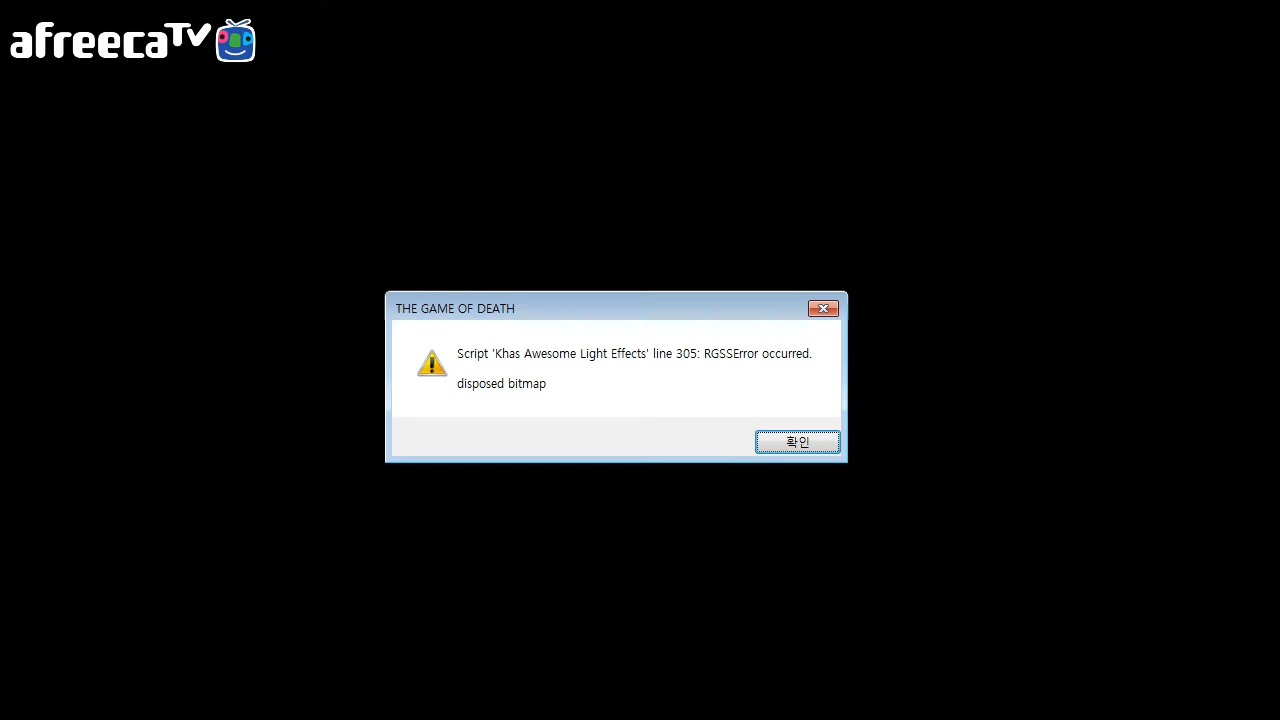 afreecaTV
THE GAME OF DEATH
Script 'Khas Awesome Light Effects' line 305: RGSSError occurred.
disposed bitmap
확인